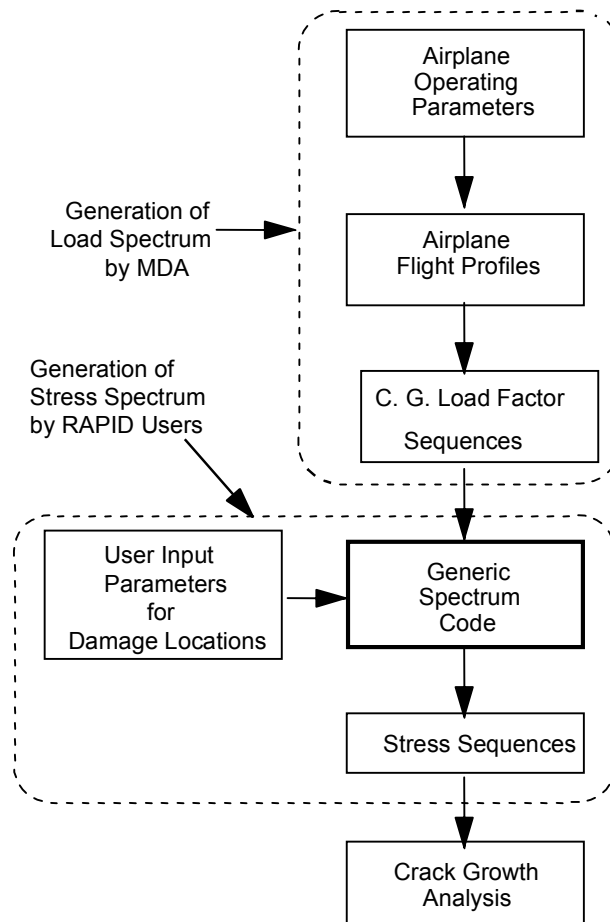 Airplane
Operating
Parameters
Generation of
Load Spectrum
by MDA
Airplane
Flight Profiles
Generation of
Stress Spectrum
by RAPID Users
C. G. Load Factor
Sequences
User Input
Parameters
for
Damage Locations
Generic
Spectrum
Code
Stress Sequences
Crack Growth
Analysis